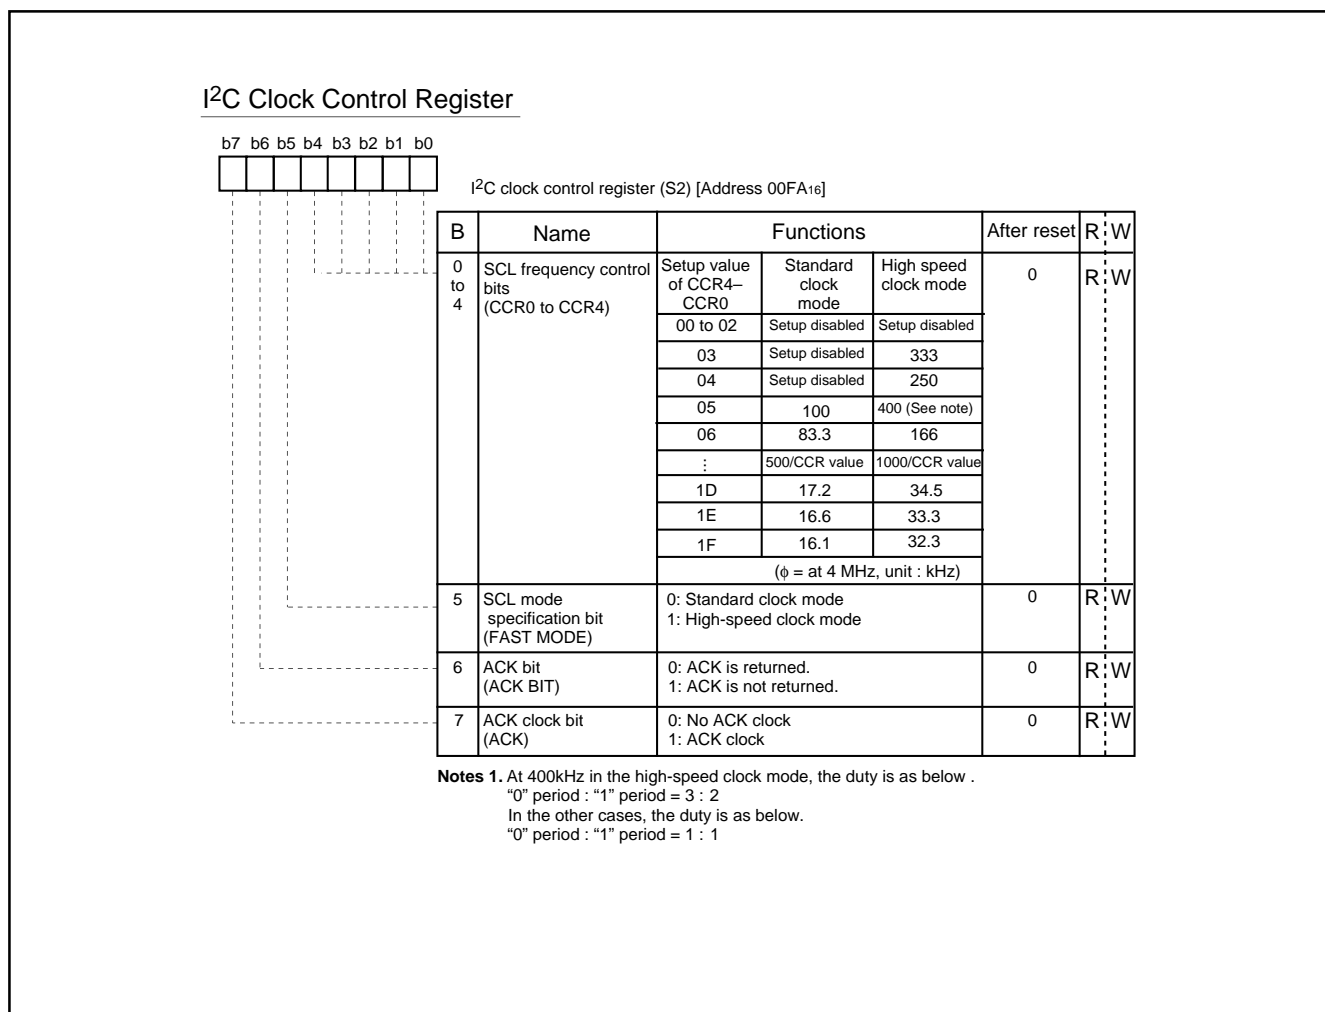 I2C Clock Control Register
b7 b6 b5 b4 b3 b2 b1 b0
I2C clock control register (S2) [Address 00FA16]
B Name Functions After reset R W
0 to 4 SCL frequency control bits (CCR0 to CCR4) Setup value of CCR4–CCR0 Standard clock mode High speed clock mode 0 R W
00 to 02 Setup disabled Setup disabled
03 Setup disabled 333
04 Setup disabled 250
05 100 400 (See note)
06 83.3 166
⋮ 500/CCR value 1000/CCR value
1D 17.2 34.5
1E 16.6 33.3
1F 16.1 32.3
(φ = at 4 MHz, unit : kHz)
5 SCL mode 0: Standard clock mode 0 R W
specification bit 1: High-speed clock mode
(FAST MODE)
6 ACK bit 0: ACK is returned. 0 R W
(ACK BIT) 1: ACK is not returned.
7 ACK clock bit 0: No ACK clock 0 R W
(ACK) 1: ACK clock
Notes 1. At 400kHz in the high-speed clock mode, the duty is as below .
“0” period : “1” period = 3 : 2
In the other cases, the duty is as below.
“0” period : “1” period = 1 : 1